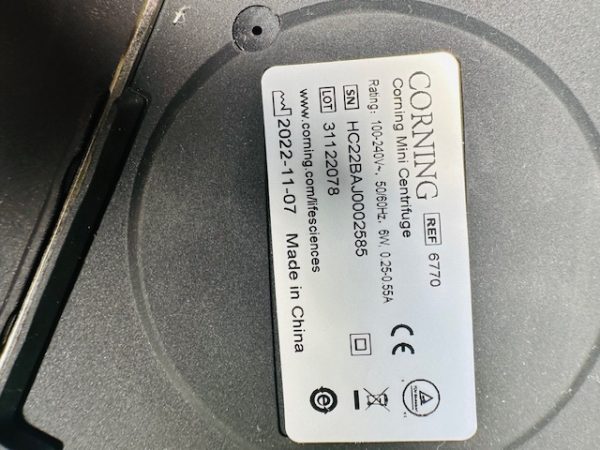 CORNING REF 6770
Corning Mini Centrifuge
Rating: 100-240V~, 50/60Hz, 6W, 0.25-0.55A
SN HC22BAJ0002585
LOT 31122078
www.corning.com/lifesciences
2022-11-07 Made in China
CE
e